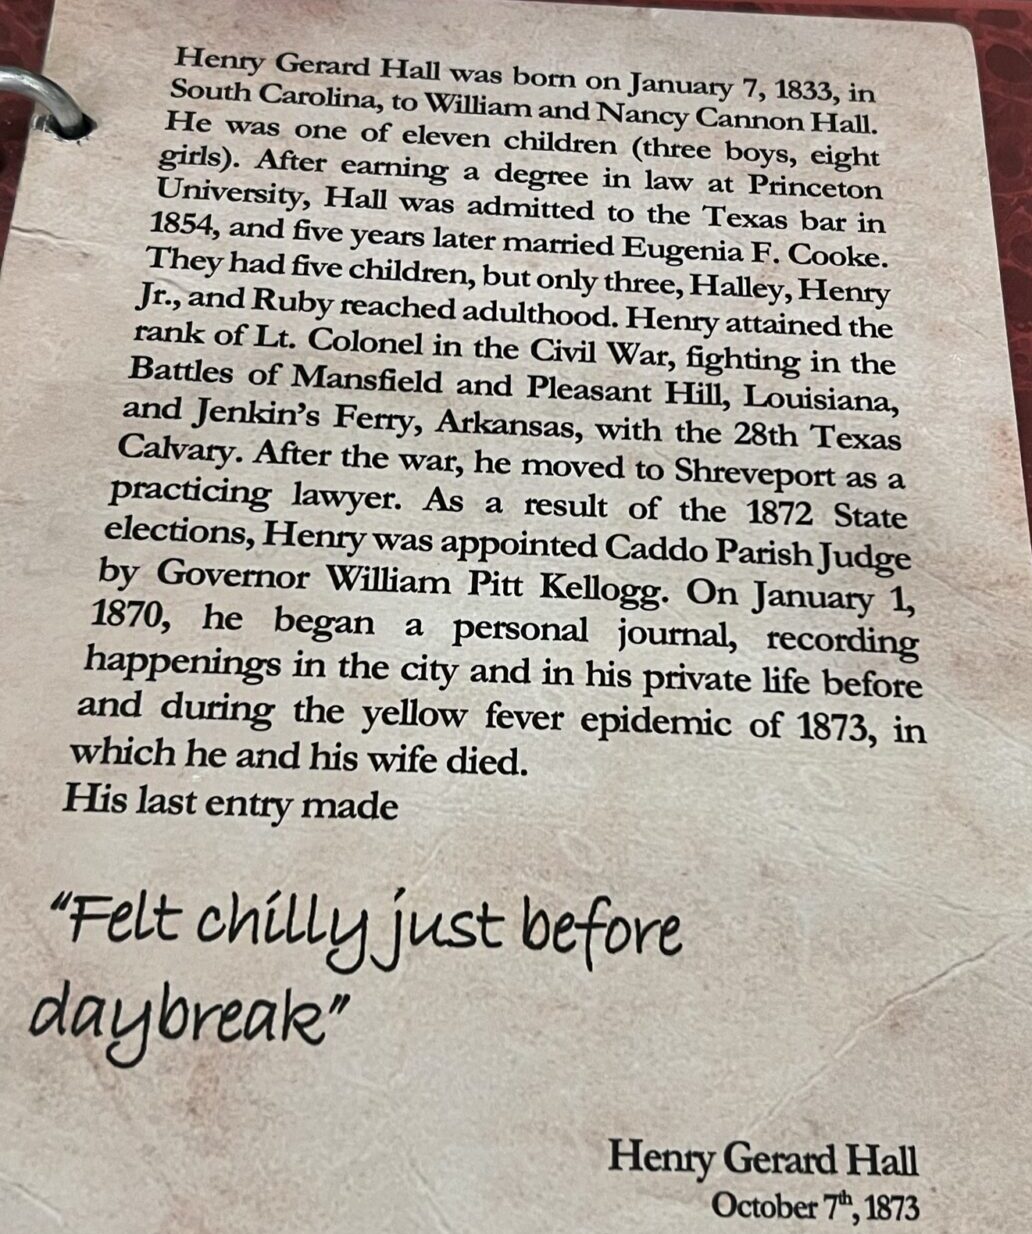 Henry Gerard Hall was born on January 7, 1833, in
South Carolina, to William and Nancy Cannon Hall.
He was one of eleven children (three boys, eight
girls). After earning a degree in law at Princeton
University, Hall was admitted to the Texas bar in
1854, and five years later married Eugenia F. Cooke.
They had five children, but only three, Halley, Henry
Jr., and Ruby reached adulthood. Henry attained the
rank of Lt. Colonel in the Civil War, fighting in the
Battles of Mansfield and Pleasant Hill, Louisiana,
and Jenkin's Ferry, Arkansas, with the 28th Texas
Calvary. After the war, he moved to Shreveport as a
practicing lawyer. As a result of the 1872 State
elections, Henry was appointed Caddo Parish Judge
by Governor William Pitt Kellogg. On January 1,
1870, he began a personal journal, recording
happenings in the city and in his private life before
and during the yellow fever epidemic of 1873, in
which he and his wife died.
His last entry made
"Felt chilly just before
daybreak"
Henry Gerard Hall
October 7th, 1873